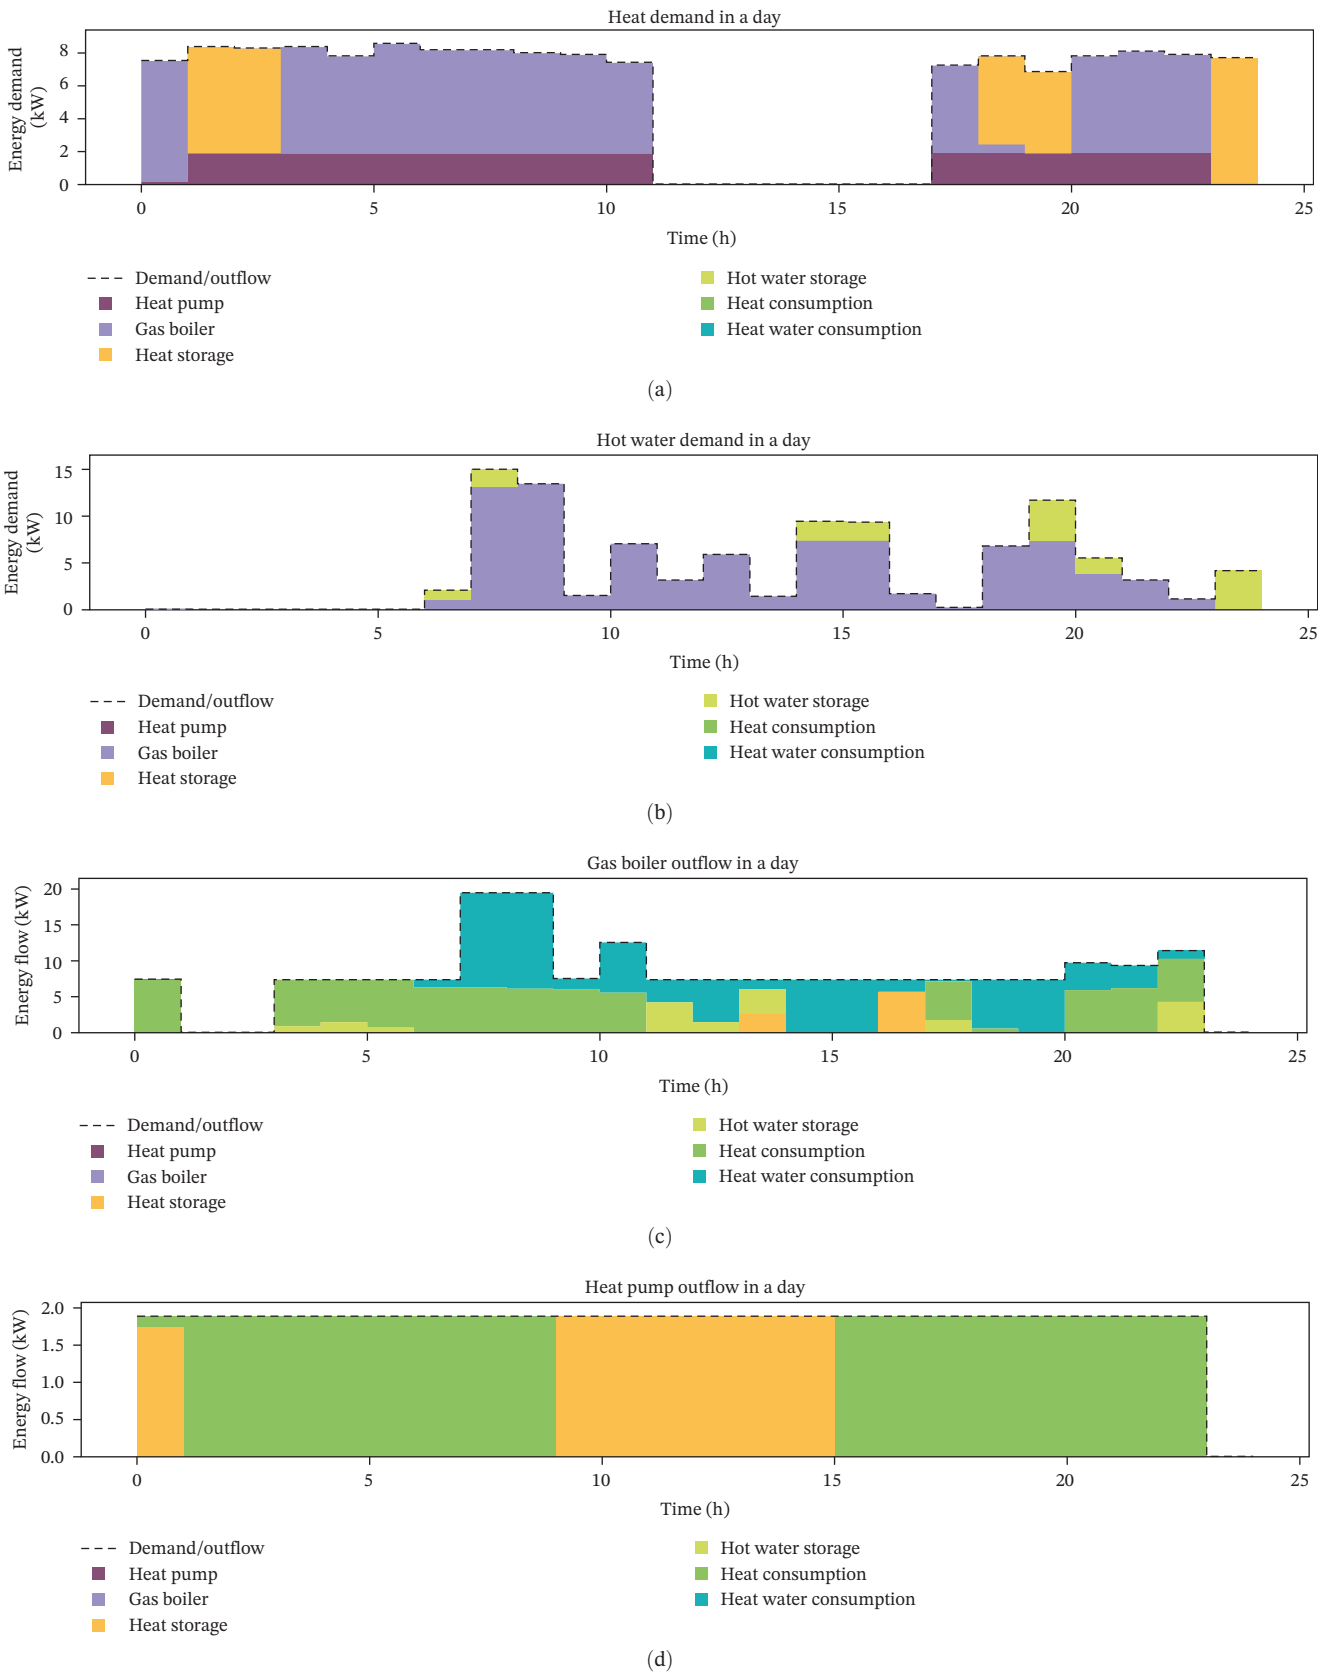 Heat demand in a day
Energy demand
(kW)
8
6
4
2
0
0 5 10 15 20 25
Time (h)
Demand/outflow
Heat pump
Gas boiler
Heat storage
Hot water storage
Heat consumption
Heat water consumption
(a)
Hot water demand in a day
Energy demand
(kW)
15
10
5
0
0 5 10 15 20 25
Time (h)
Demand/outflow
Heat pump
Gas boiler
Heat storage
Hot water storage
Heat consumption
Heat water consumption
(b)
Gas boiler outflow in a day
Energy flow (kW)
20
15
10
5
0
0 5 10 15 20 25
Time (h)
Demand/outflow
Heat pump
Gas boiler
Heat storage
Hot water storage
Heat consumption
Heat water consumption
(c)
Heat pump outflow in a day
Energy flow (kW)
2.0
1.5
1.0
0.5
0.0
0 5 10 15 20 25
Time (h)
Demand/outflow
Heat pump
Gas boiler
Heat storage
Hot water storage
Heat consumption
Heat water consumption
(d)